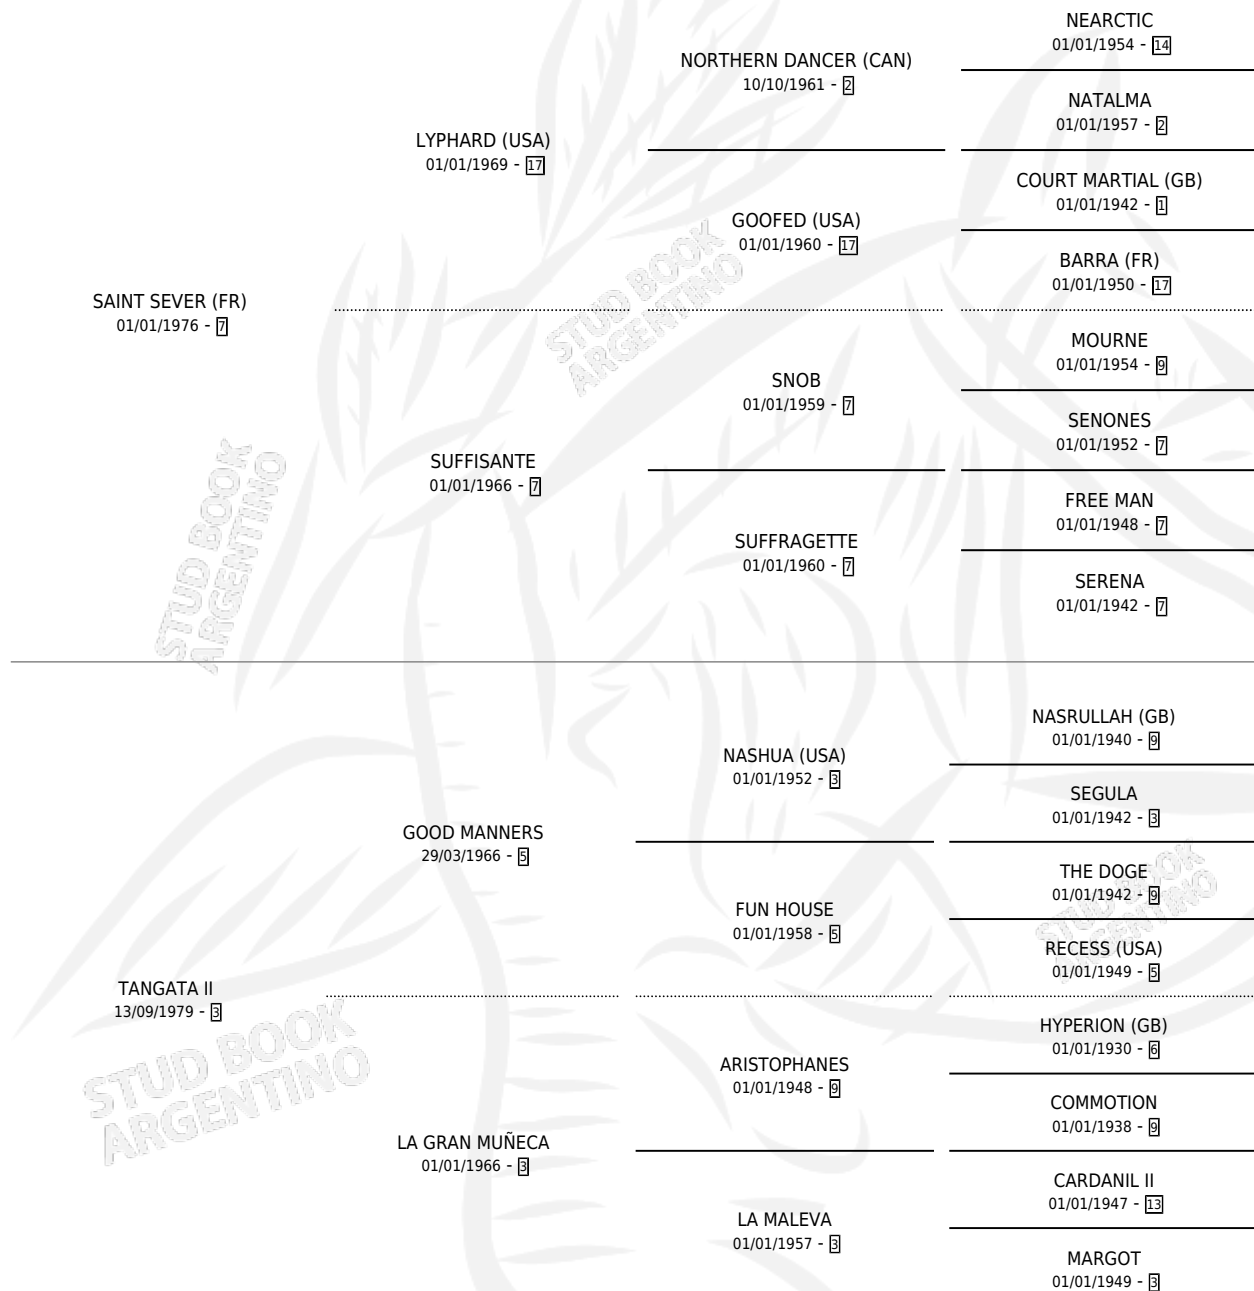 NEARCTIC
01/01/1954 - 14
NORTHERN DANCER (CAN)
10/10/1961 - 2
NATALMA
01/01/1957 - 2
LYPHARD (USA)
01/01/1969 - 17
COURT MARTIAL (GB)
01/01/1942 - 1
GOOFED (USA)
01/01/1960 - 17
BARRA (FR)
01/01/1950 - 17
SAINT SEVER (FR)
01/01/1976 - 7
MOURNE
01/01/1954 - 9
SNOB
01/01/1959 - 7
SENONES
01/01/1952 - 7
SUFFISANTE
01/01/1966 - 7
FREE MAN
01/01/1948 - 7
SUFFRAGETTE
01/01/1960 - 7
SERENA
01/01/1942 - 7
STUD BOOK
ARGENTINO
STUD BOOK
ARGENTINO
NASRULLAH (GB)
01/01/1940 - 9
NASHUA (USA)
01/01/1952 - 3
SEGULA
01/01/1942 - 3
GOOD MANNERS
29/03/1966 - 5
THE DOGE
01/01/1942 - 9
FUN HOUSE
01/01/1958 - 5
RECESS (USA)
01/01/1949 - 5
STUD BOOK
ARGENTINO
TANGATA II
13/09/1979 - 3
HYPERION (GB)
01/01/1930 - 6
ARISTOPHANES
01/01/1948 - 9
COMMOTION
01/01/1938 - 9
STUD BOOK
ARGENTINO
LA GRAN MUÑECA
01/01/1966 - 3
CARDANIL II
01/01/1947 - 13
LA MALEVA
01/01/1957 - 3
MARGOT
01/01/1949 - 3